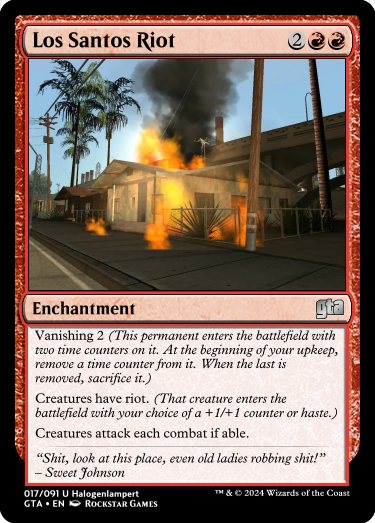 Los Santos Riot 2
Enchantment gta
Vanishing 2 (This permanent enters the battlefield with
two time counters on it. At the beginning of your upkeep,
remove a time counter from it. When the last is
removed, sacrifice it.)
Creatures have riot. (That creature enters the
battlefield with your choice of a +1/+1 counter or haste.)
Creatures attack each combat if able.
“Shit, look at this place, even old ladies robbing shit!”
– Sweet Johnson
017/091 U Halogenlampert ™ & © 2024 Wizards of the Coast
GTA • EN Rockstar Games